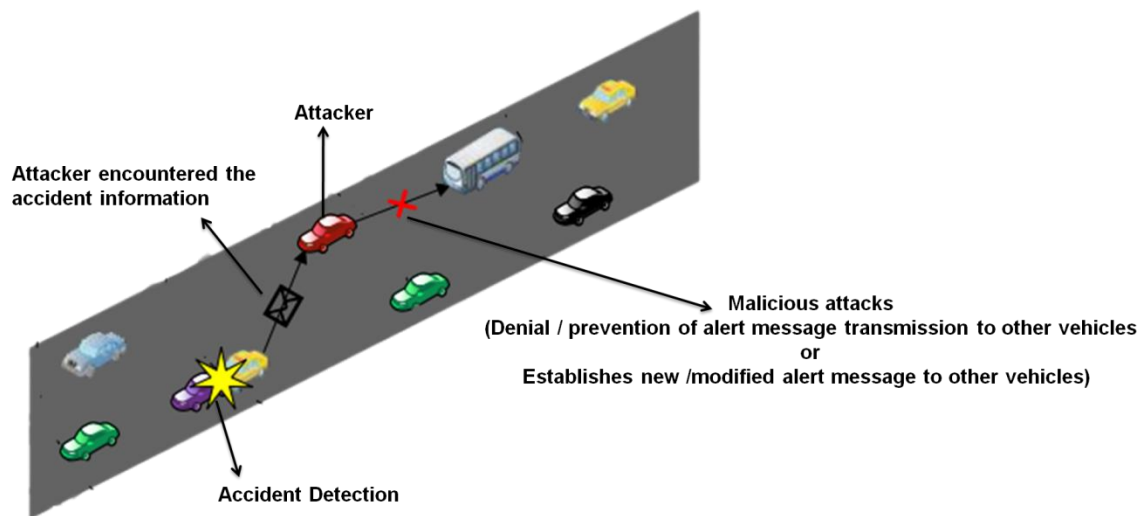 Attacker
Attacker encountered the
accident information
Malicious attacks
(Denial / prevention of alert message transmission to other vehicles
or
Establishes new /modified alert message to other vehicles)
Accident Detection